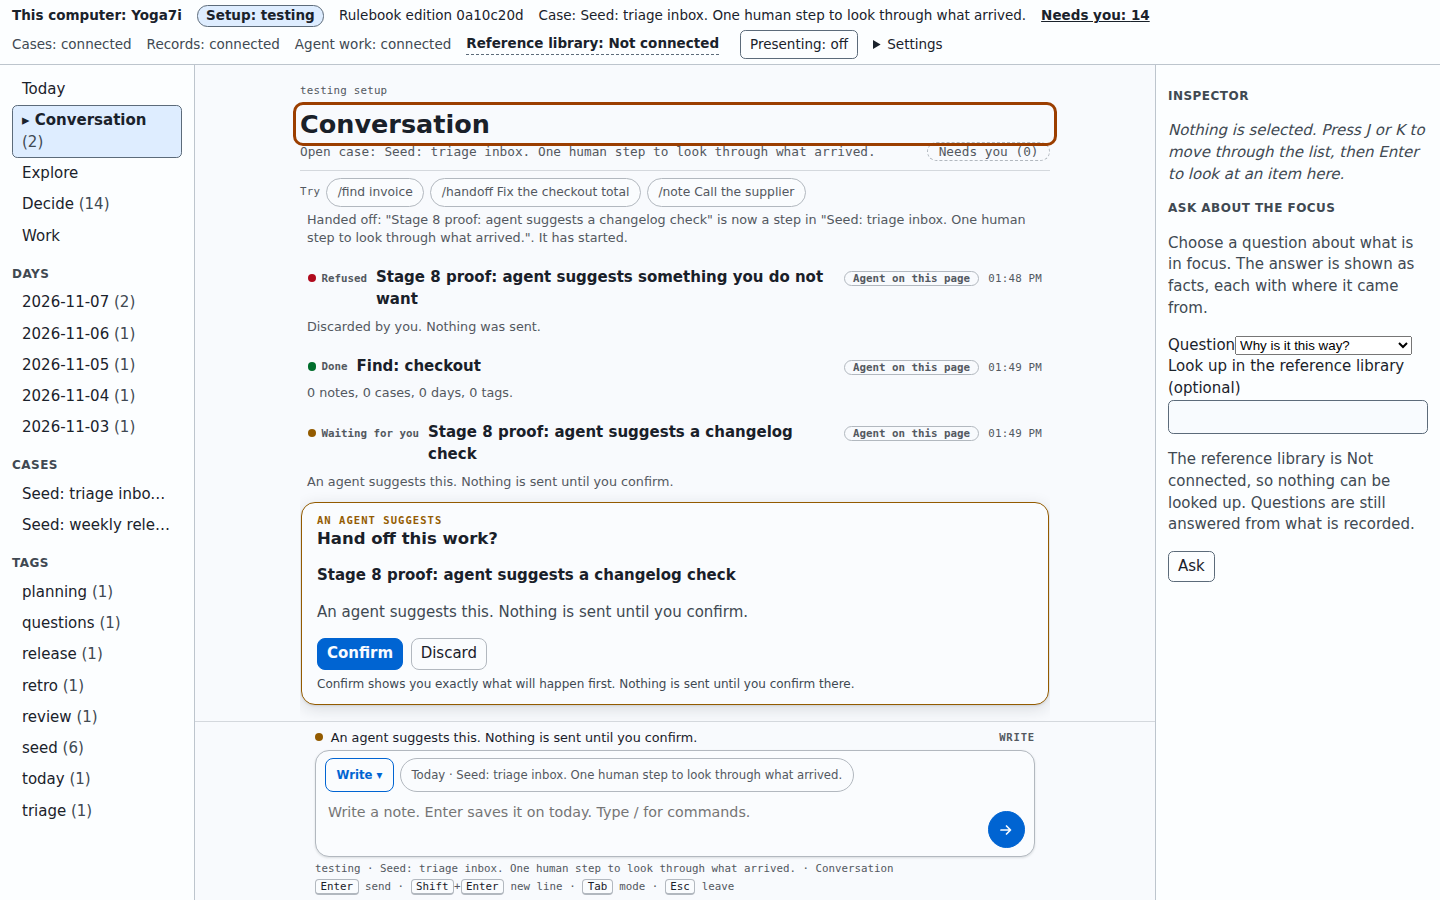 This computer: Yoga7i Setup: testing Rulebook edition 0a10c20d Case: Seed: triage inbox. One human step to look through what arrived. Needs you: 14
Cases: connected Records: connected Agent work: connected Reference library: Not connected Presenting: off ▶ Settings
Today
▸ Conversation
(2)
Explore
Decide (14)
Work
DAYS
2026-11-07 (2)
2026-11-06 (1)
2026-11-05 (1)
2026-11-04 (1)
2026-11-03 (1)
CASES
Seed: triage inbo…
Seed: weekly rele…
TAGS
planning (1)
questions (1)
release (1)
retro (1)
review (1)
seed (6)
today (1)
triage (1)
testing setup
Conversation
Open case: Seed: triage inbox. One human step to look through what arrived. Needs you (0)
Try /find invoice /handoff Fix the checkout total /note Call the supplier
Handed off: "Stage 8 proof: agent suggests a changelog check" is now a step in "Seed: triage inbox. One human
step to look through what arrived.". It has started.
Refused Stage 8 proof: agent suggests something you do not
want
Agent on this page 01:48 PM
Discarded by you. Nothing was sent.
Done Find: checkout Agent on this page 01:49 PM
0 notes, 0 cases, 0 days, 0 tags.
Waiting for you Stage 8 proof: agent suggests a changelog
check
Agent on this page 01:49 PM
An agent suggests this. Nothing is sent until you confirm.
AN AGENT SUGGESTS
Hand off this work?
Stage 8 proof: agent suggests a changelog check
An agent suggests this. Nothing is sent until you confirm.
Confirm Discard
Confirm shows you exactly what will happen first. Nothing is sent until you confirm there.
An agent suggests this. Nothing is sent until you confirm. WRITE
Write ▾ Today · Seed: triage inbox. One human step to look through what arrived.
Write a note. Enter saves it on today. Type / for commands.
→
testing · Seed: triage inbox. One human step to look through what arrived. · Conversation
Enter send · Shift+Enter new line · Tab mode · Esc leave
INSPECTOR
Nothing is selected. Press J or K to
move through the list, then Enter
to look at an item here.
ASK ABOUT THE FOCUS
Choose a question about what is
in focus. The answer is shown as
facts, each with where it came
from.
Question Why is it this way?
Look up in the reference library
(optional)
The reference library is Not
connected, so nothing can be
looked up. Questions are still
answered from what is recorded.
Ask